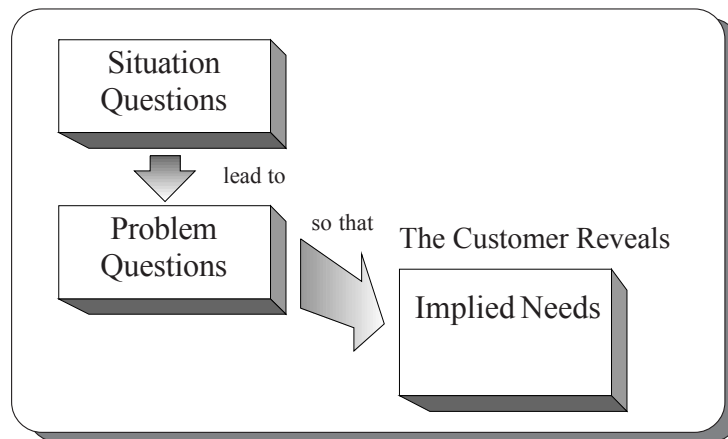 Situation
Questions
lead to
Problem
Questions
so that
The Customer Reveals
Implied Needs